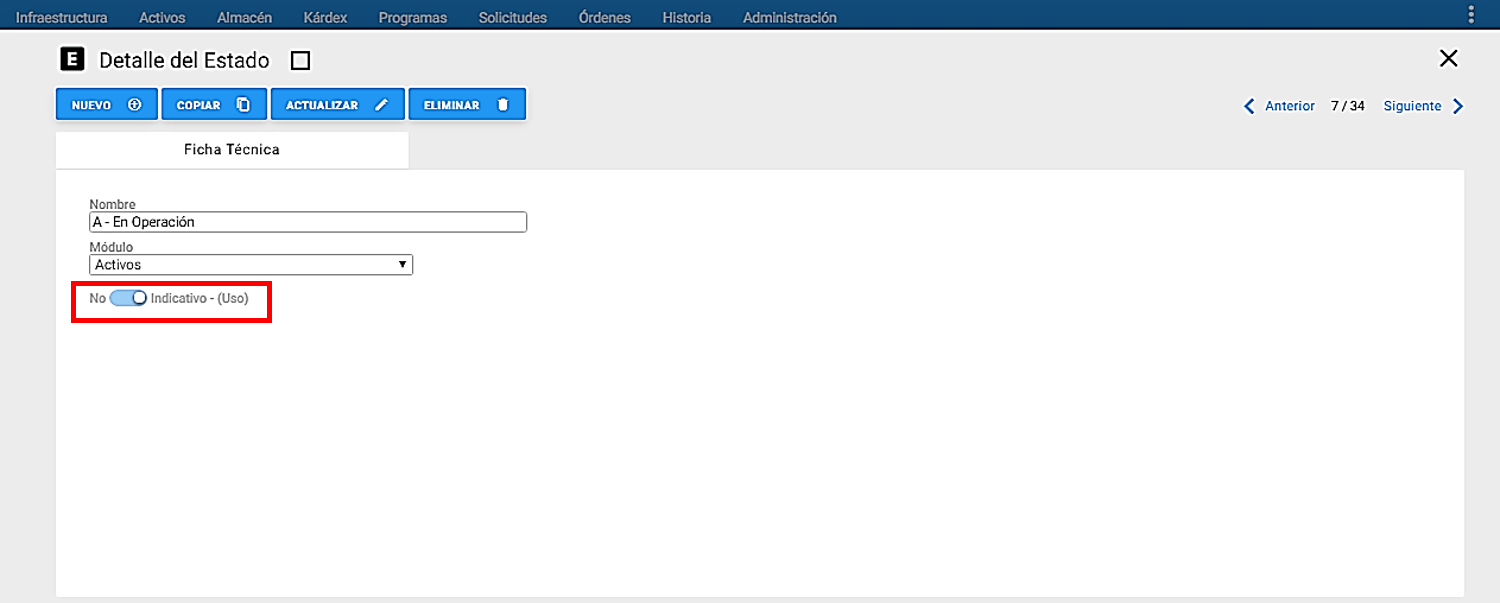 Infraestructura Activos Almacén Kárdex Programas Solicitudes Órdenes Historia Administración
E Detalle del Estado
NUEVO COPIAR ACTUALIZAR ELIMINAR Anterior 7 / 34 Siguiente
Ficha Técnica
Nombre
A - En Operación
Módulo
Activos
No Indicativo - (Uso)